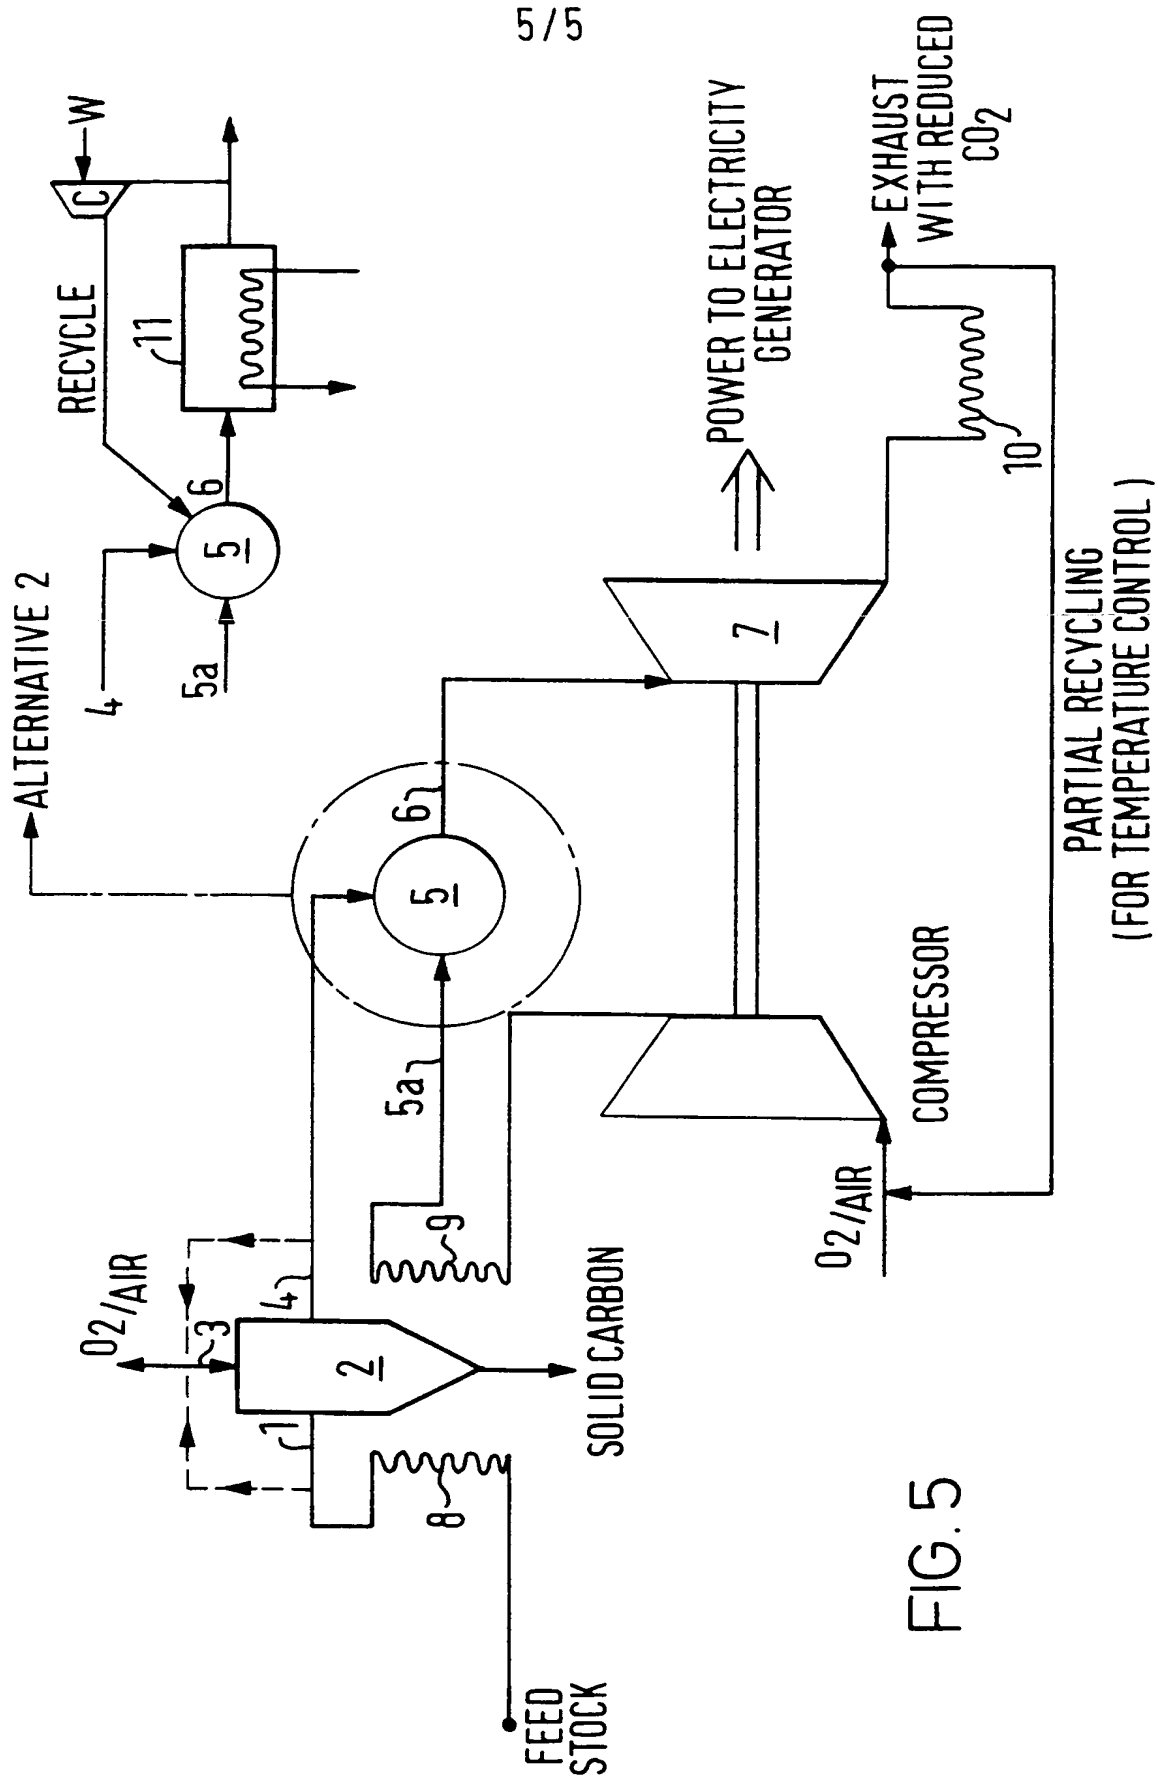 5/5
ALTERNATIVE 2
RECYCLE
C
W
4
5a
5
6
11
O2/AIR
3
1
2
4
8
9
5a
5
6
FEED
STOCK
SOLID CARBON
7
POWER TO ELECTRICITY
GENERATOR
COMPRESSOR
O2/AIR
10
EXHAUST
WITH REDUCED
CO2
PARTIAL RECYCLING
(FOR TEMPERATURE CONTROL)
FIG. 5